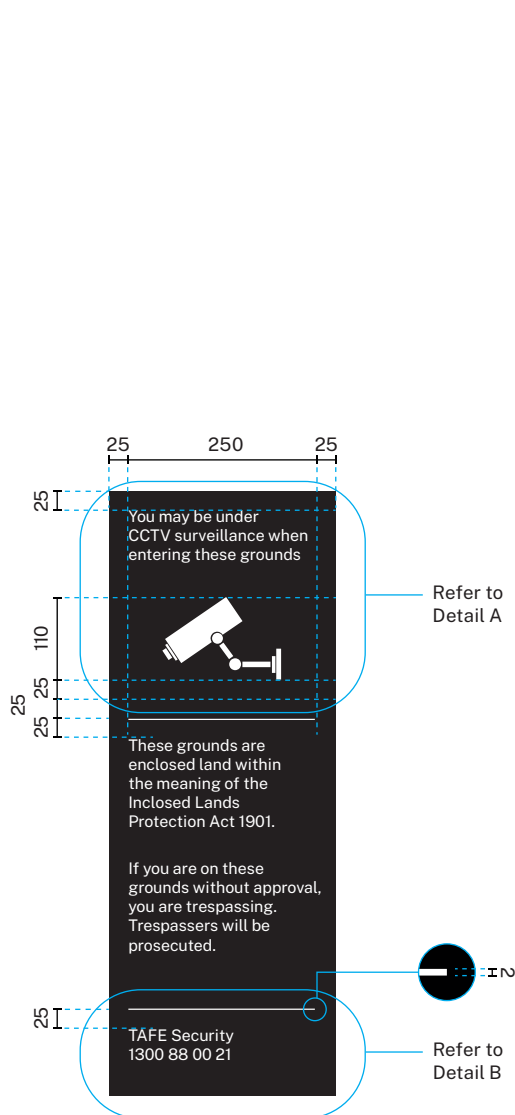 25 250 25
25
You may be under
CCTV surveillance when
entering these grounds
Refer to
Detail A
110
25
25
25
These grounds are
enclosed land within
the meaning of the
Inclosed Lands
Protection Act 1901.
If you are on these
grounds without approval,
you are trespassing.
Trespassers will be
prosecuted.
2
25
TAFE Security
1300 88 00 21
Refer to
Detail B